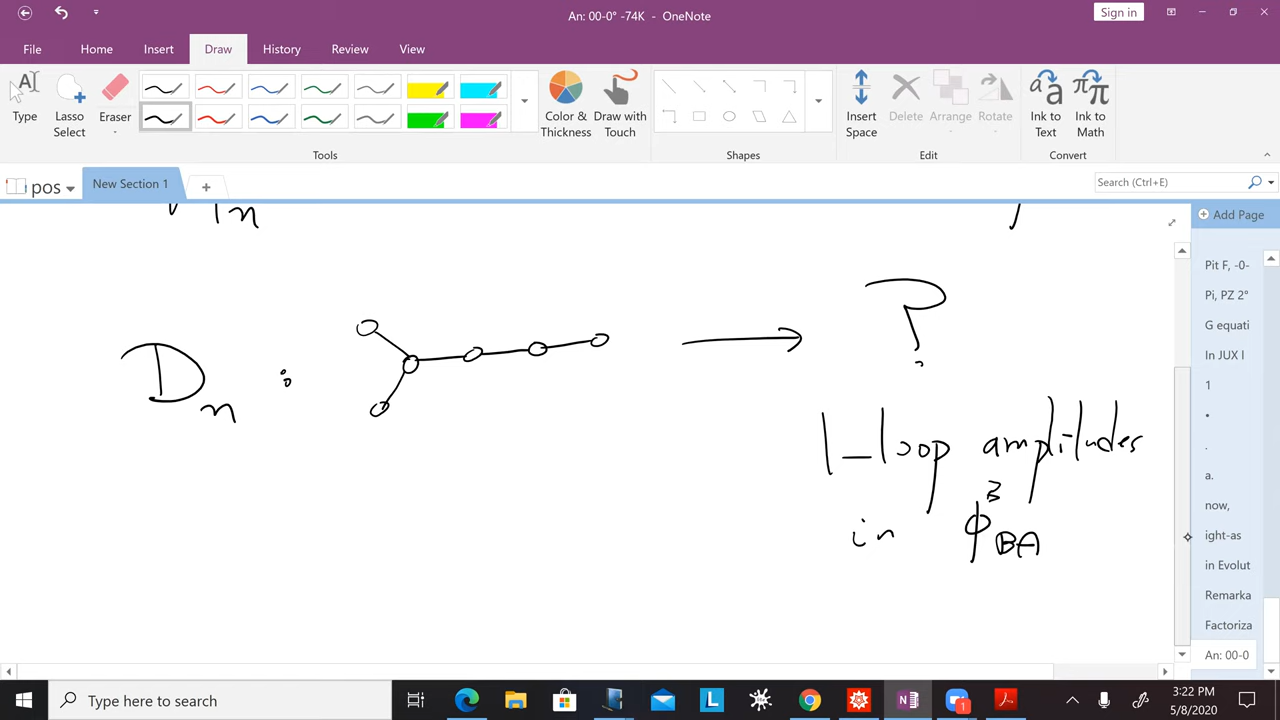 An: 00-0° -74K - OneNote
Sign in
File Home Insert Draw History Review View
Type
Lasso Select
Eraser
Color & Thickness
Draw with Touch
Insert Space
Delete
Arrange
Rotate
Ink to Text
Ink to Math
Tools
Shapes
Edit
Convert
pos
New Section 1
Search (Ctrl+E)
Add Page
Pit F, -0-
Pi, PZ 2°
G equati
In JUX l
1
•
.
a.
now,
ight-as
in Evolut
Remarka
Factoriza
An: 00-0
n
D n : → ?
1-loop amplitudes
in ϕ³ BA
Type here to search
1
3:22 PM
5/8/2020